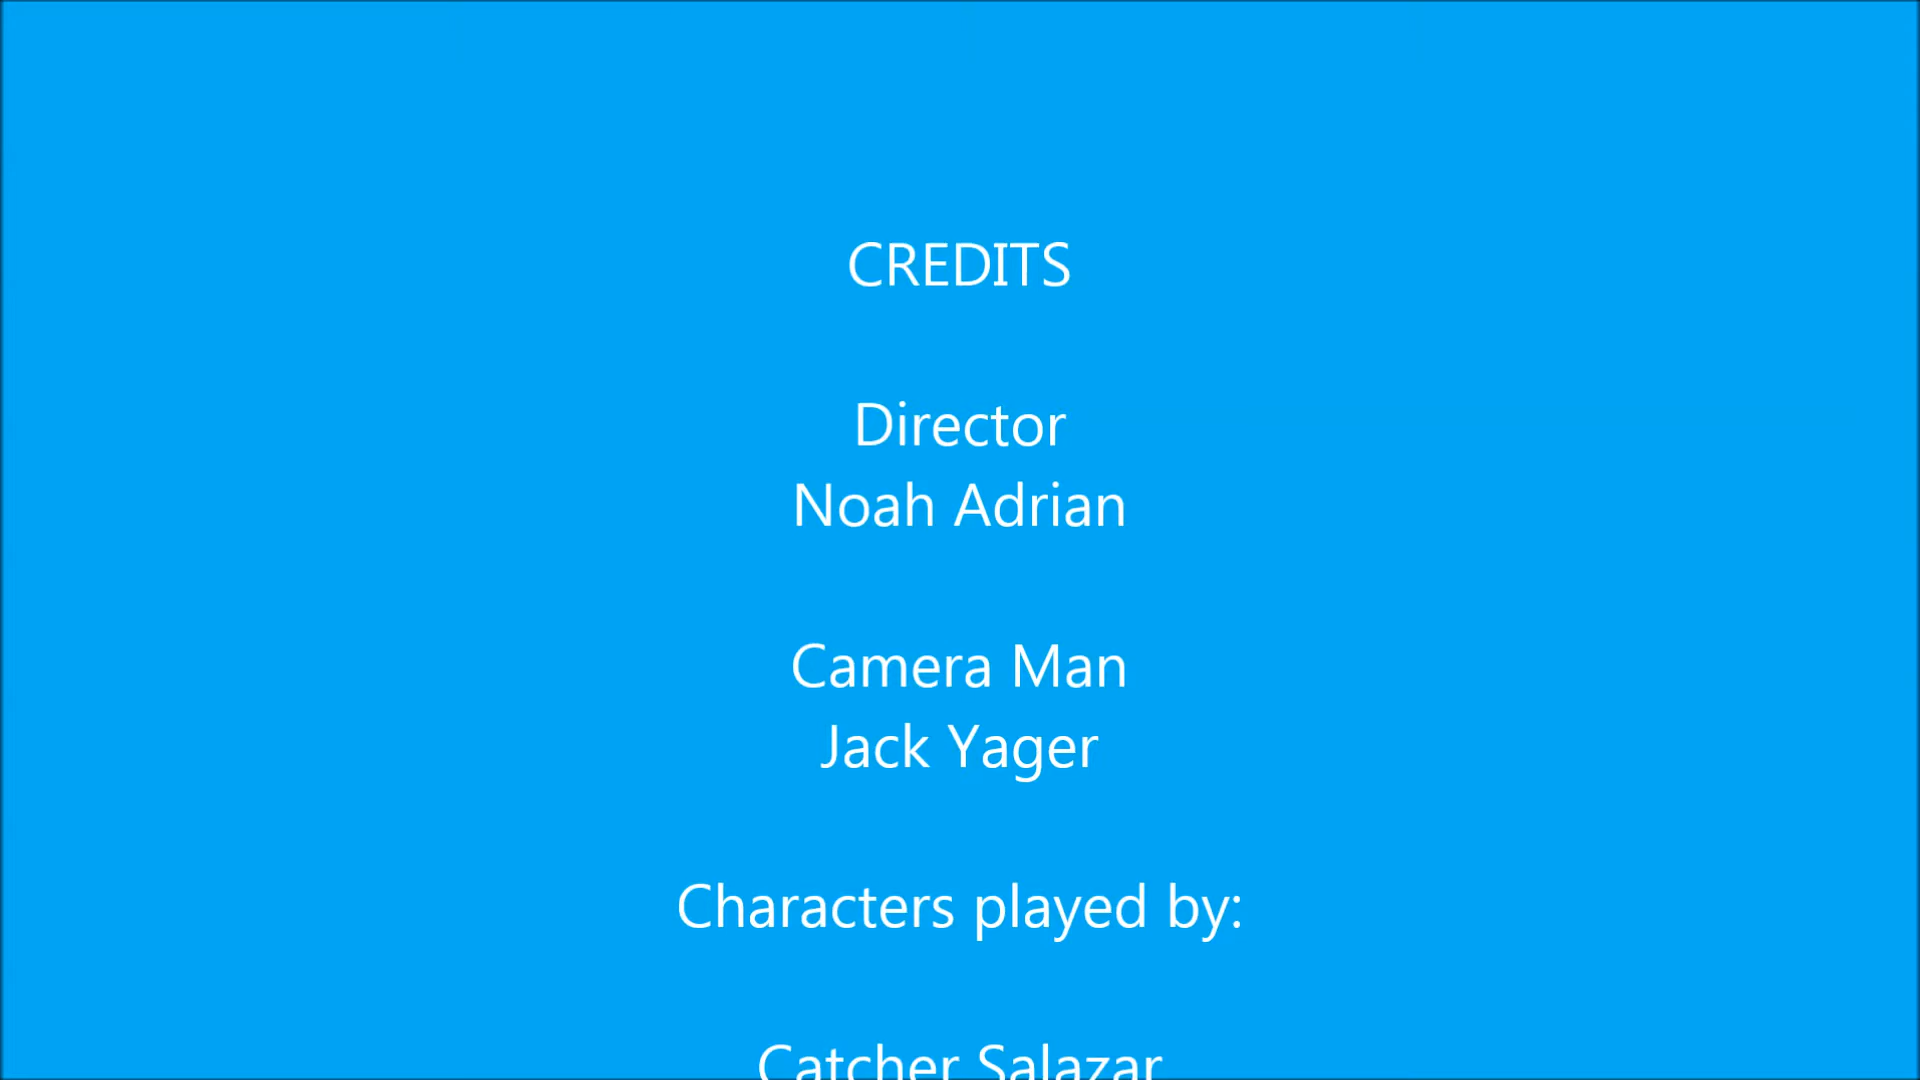 CREDITS
Director
Noah Adrian
Camera Man
Jack Yager
Characters played by:
Catcher Salazar